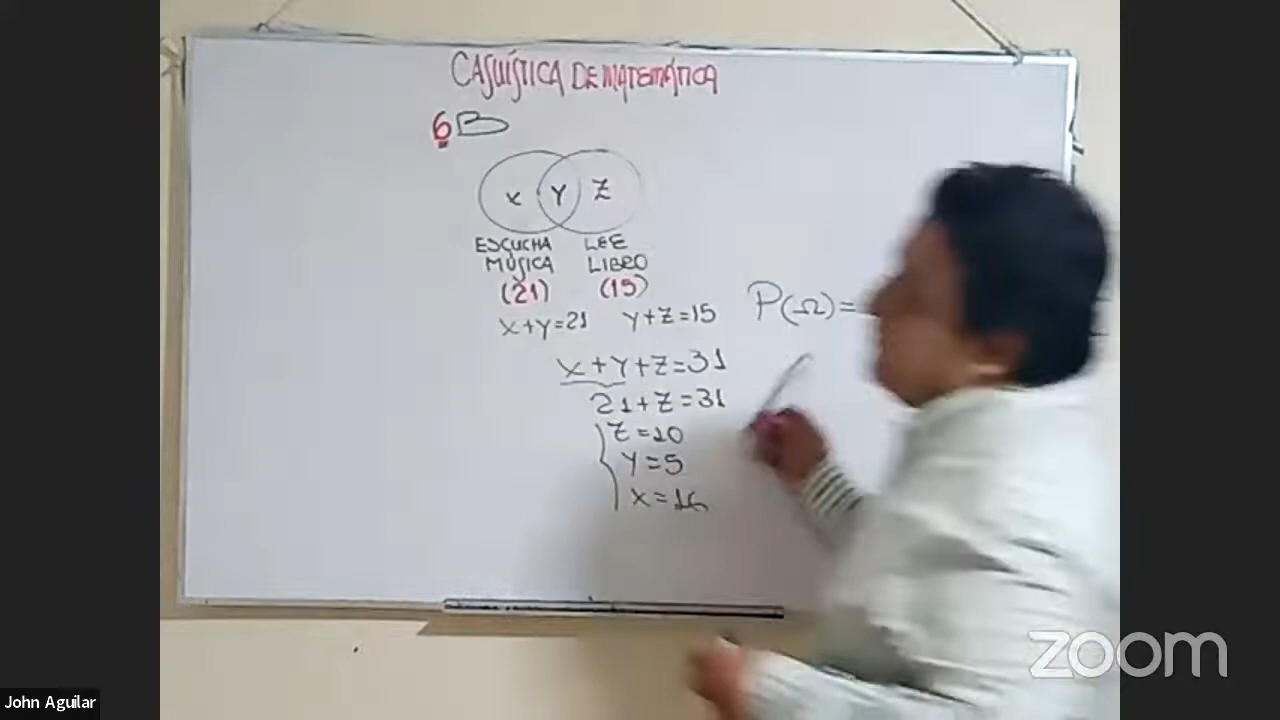 CASUÍSTICA DE MATEMÁTICA
6 B
X Y Z
ESCUCHA MÚSICA (21)
LEE LIBRO (15)
X+Y=21 Y+Z=15
P(Ω)=
X+Y+Z=31
21+Z=31
Z=10
Y=5
X=16
zoom
John Aguilar